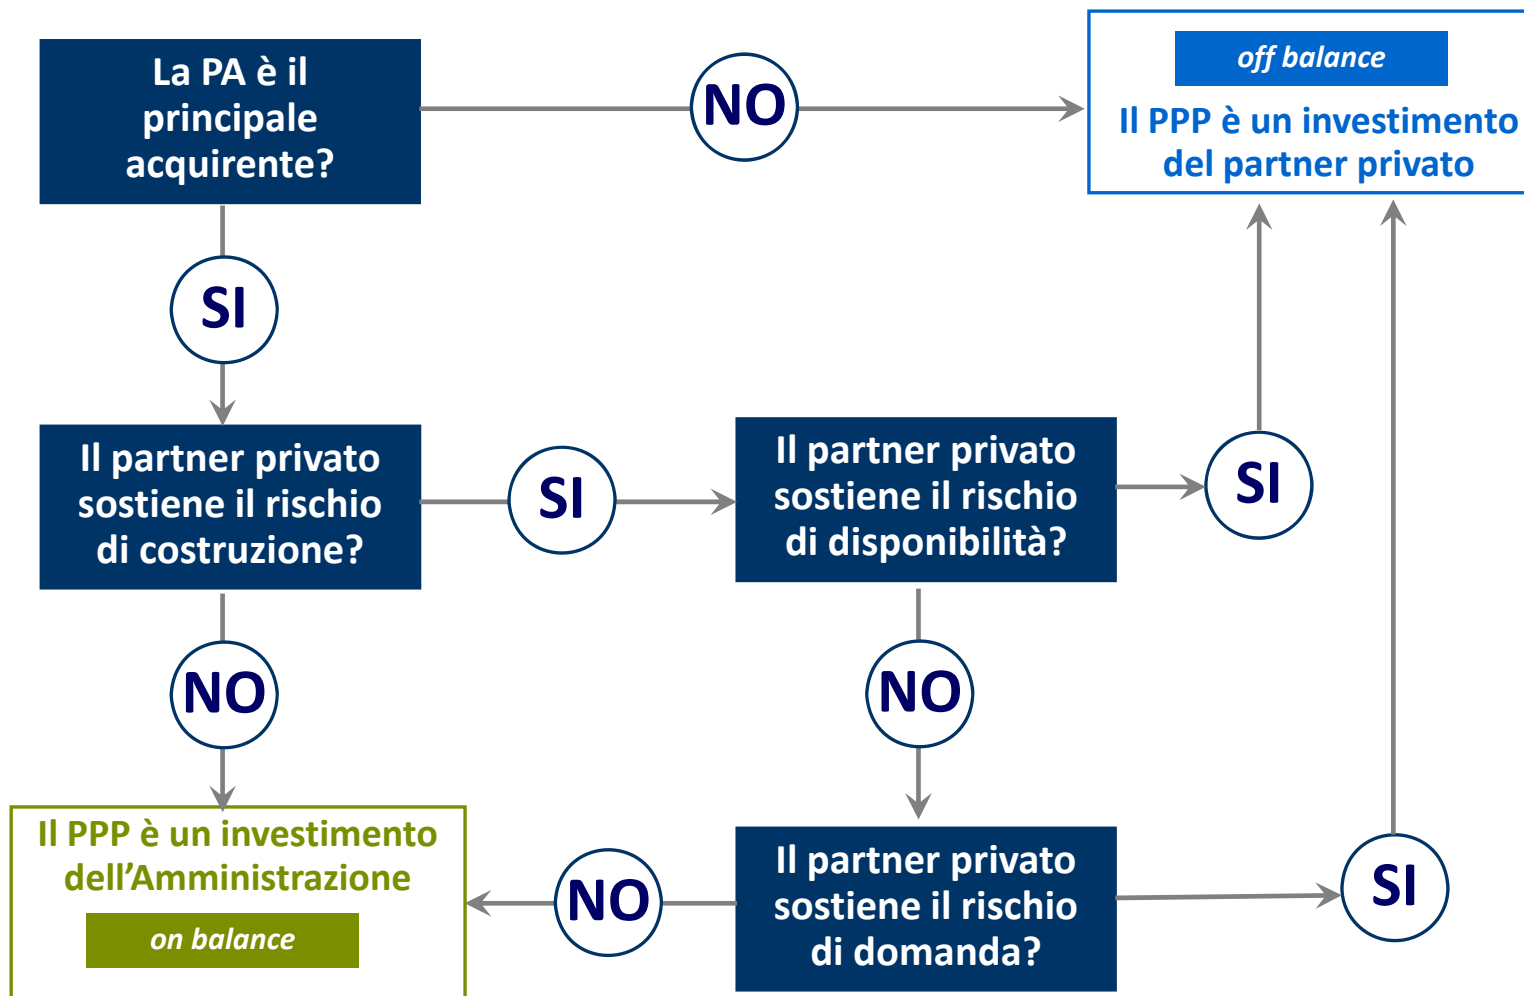 La PA è il
principale
acquirente?
NO
off balance
Il PPP è un investimento
del partner privato
SI
Il partner privato
sostiene il rischio
di costruzione?
SI
Il partner privato
sostiene il rischio
di disponibilità?
SI
NO
NO
Il PPP è un investimento
dell’Amministrazione
on balance
NO
Il partner privato
sostiene il rischio
di domanda?
SI